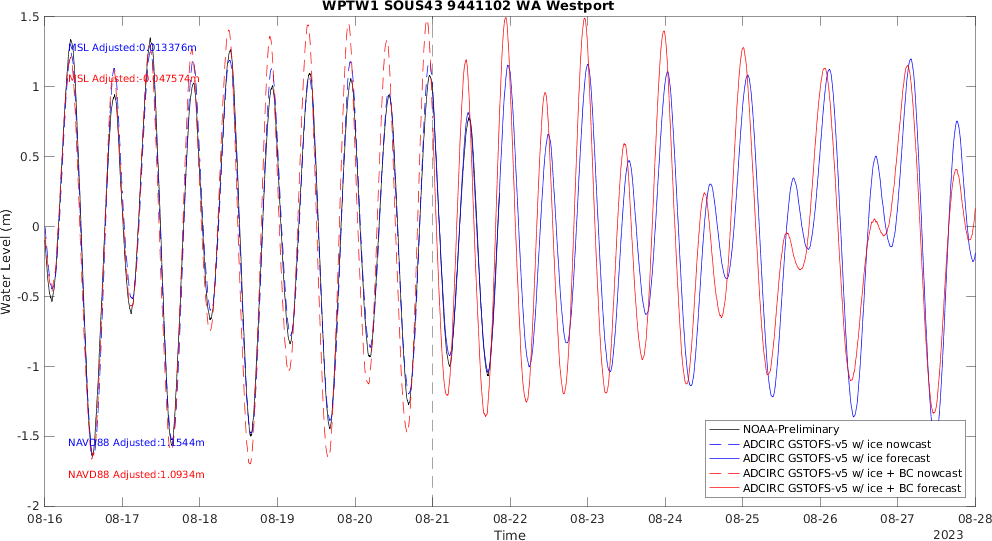 WPTW1 SOUS43 9441102 WA Westport
1.5
1
0.5
0
-0.5
-1
-1.5
-2
Water Level (m)
MSL Adjusted:0.013376m
MSL Adjusted:-0.047574m
NAVD88
NAVD88 Adjusted:1.0934m
NOAA-Preliminary
ADCIRC GSTOFS-v5 w/ ice nowcast
ADCIRC GSTOFS-v5 w/ ice forecast
ADCIRC GSTOFS-v5 w/ ice + BC nowcast
ADCIRC GSTOFS-v5 w/ ice + BC forecast
08-16 08-17 08-18 08-19 08-20 08-21 08-22 08-23 08-24 08-25 08-26 08-27 08-28
Time
2023